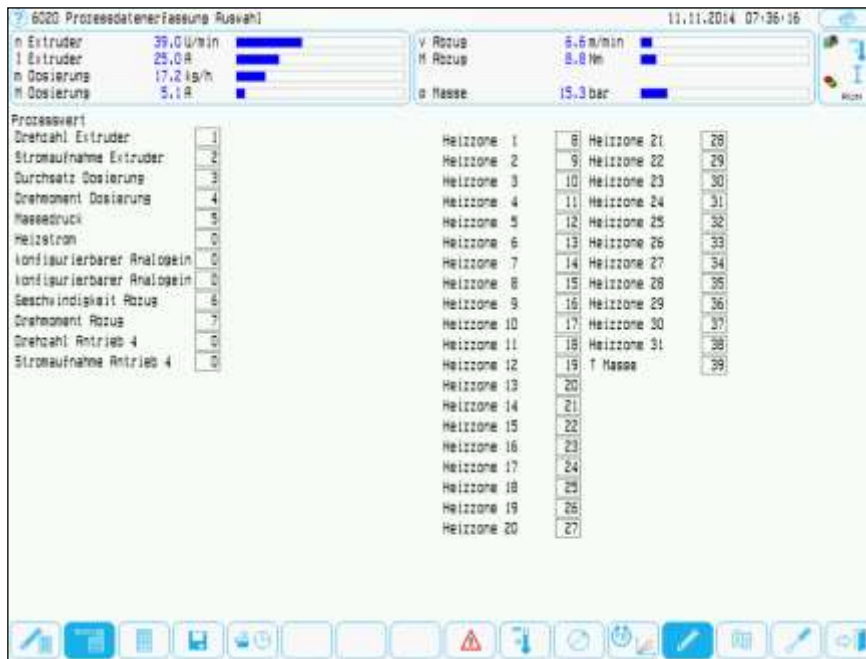 ? 6020 Prozessdatenerfassung Auswahl 11.11.2014 07:36:16
n Extruder 39.0 U/min
I Extruder 25.0 A
m Dosierung 17.2 kg/h
M Dosierung 5.1 A
v Abzug 6.6 m/min
M Abzug 8.8 Nm
p Masse 15.3 bar
Prozesswert
Drehzahl Extruder 1
Stromaufnahme Extruder 2
Durchsatz Dosierung 3
Drehmoment Dosierung 4
Massedruck 5
Heizstrom 0
konfigurierbarer Analogein 0
konfigurierbarer Analogein 0
Geschwindigkeit Abzug 6
Drehmoment Abzug 7
Drehzahl Antrieb 4 0
Stromaufnahme Antrieb 4 0
Heizzone 1 8
Heizzone 2 9
Heizzone 3 10
Heizzone 4 11
Heizzone 5 12
Heizzone 6 13
Heizzone 7 14
Heizzone 8 15
Heizzone 9 16
Heizzone 10 17
Heizzone 11 18
Heizzone 12 19
Heizzone 13 20
Heizzone 14 21
Heizzone 15 22
Heizzone 16 23
Heizzone 17 24
Heizzone 18 25
Heizzone 19 26
Heizzone 20 27
Heizzone 21 28
Heizzone 22 29
Heizzone 23 30
Heizzone 24 31
Heizzone 25 32
Heizzone 26 33
Heizzone 27 34
Heizzone 28 35
Heizzone 29 36
Heizzone 30 37
Heizzone 31 38
T Masse 39